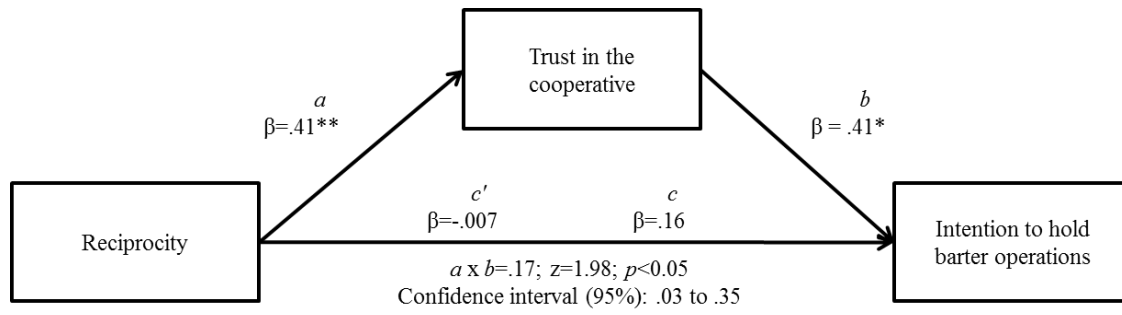 Trust in the
cooperative
a
β=.41**
b
β = .41*
Reciprocity
c′
β=-.007
c
β=.16
Intention to hold
barter operations
a x b=.17; z=1.98; p<0.05
Confidence interval (95%): .03 to .35